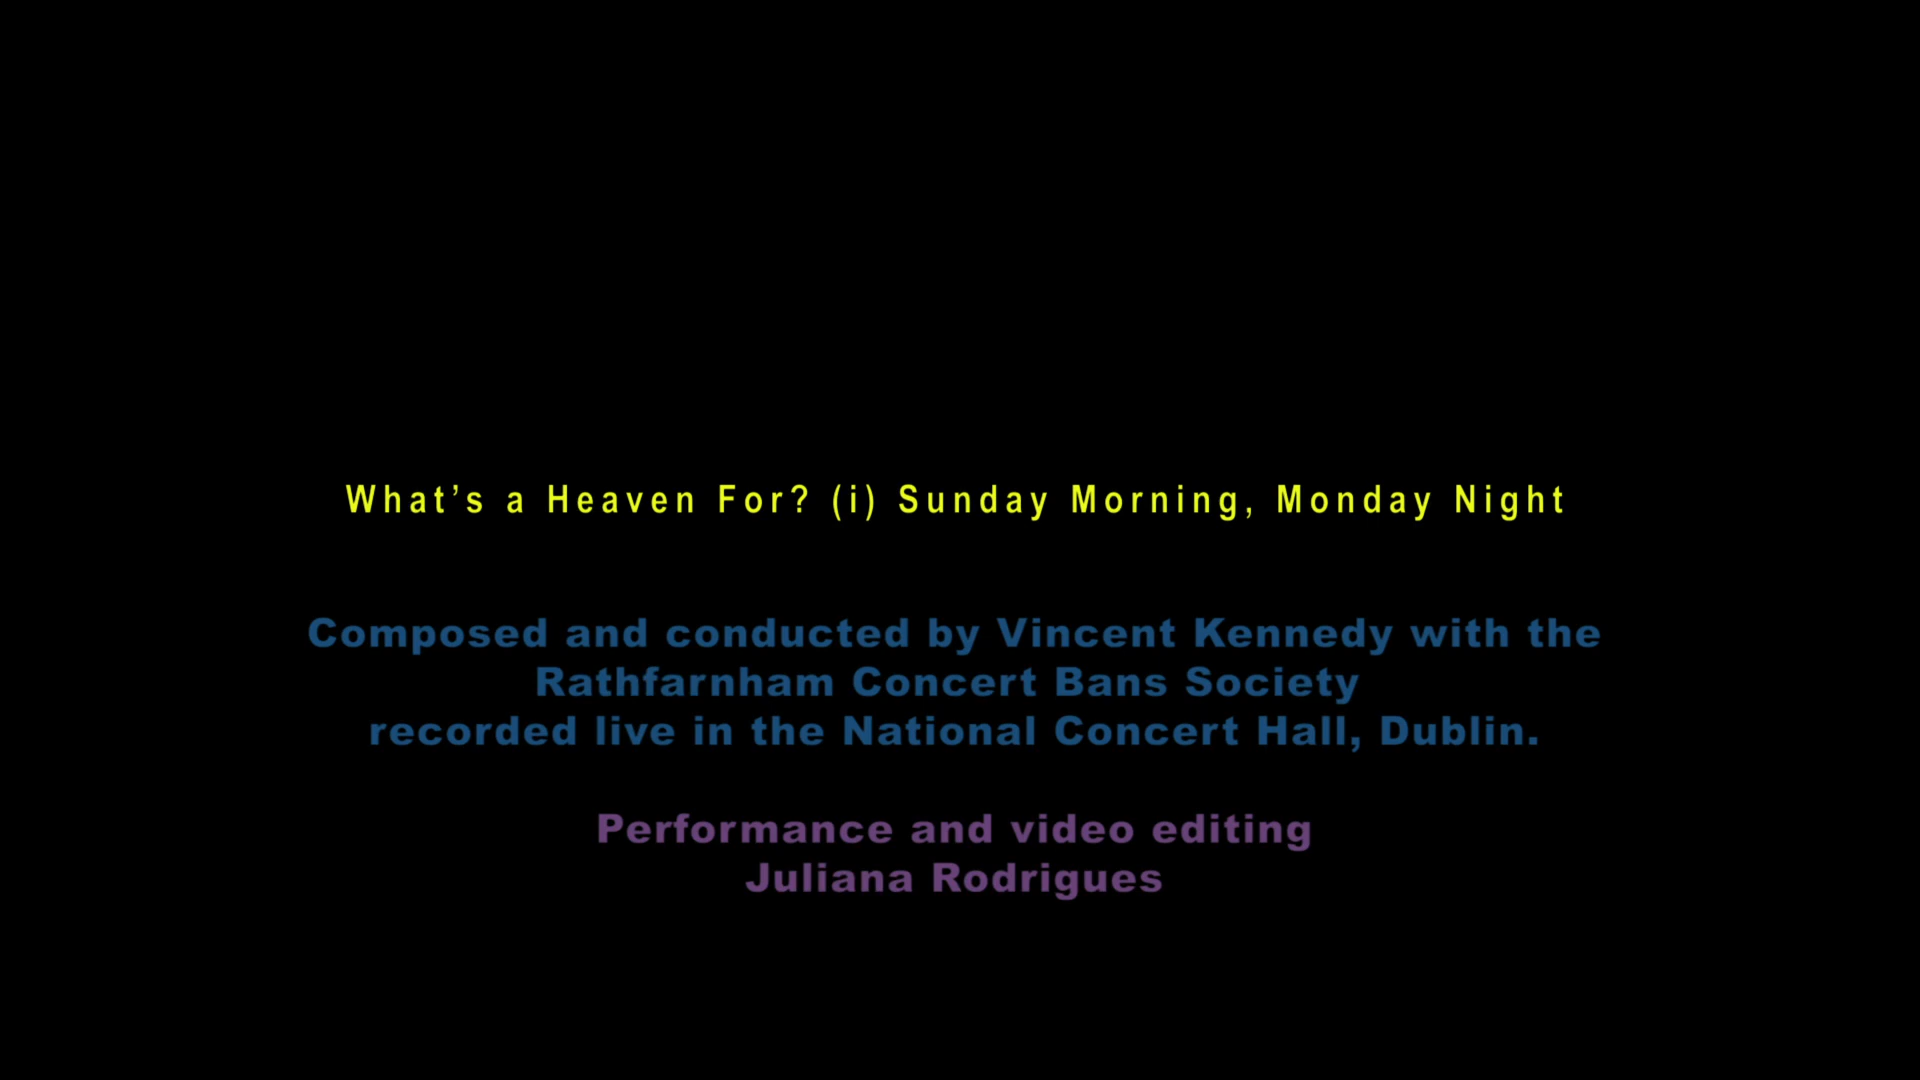 What’s a Heaven For? (i) Sunday Morning, Monday Night
Composed and conducted by Vincent Kennedy with the
Rathfarnham Concert Bans Society
recorded live in the National Concert Hall, Dublin.
Performance and video editing
Juliana Rodrigues